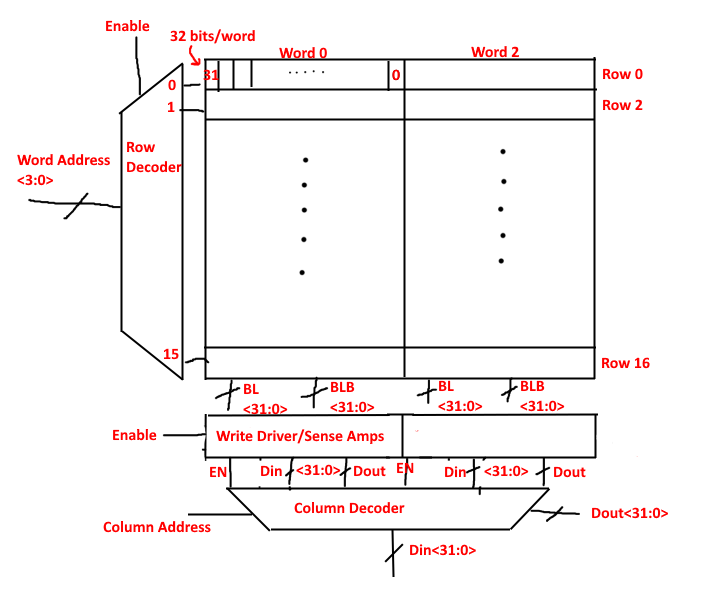 Enable
32 bits/word
Word 0
Word 2
31
.....
0
Row 0
0
1
Row 2
Row
Decoder
Word Address
<3:0>
15
Row 16
BL
<31:0>
BLB
<31:0>
BL
<31:0>
BLB
<31:0>
Enable
Write Driver/Sense Amps
EN
Din
<31:0>
Dout
EN
Din
<31:0>
Dout
Column Decoder
Column Address
Dout<31:0>
Din<31:0>